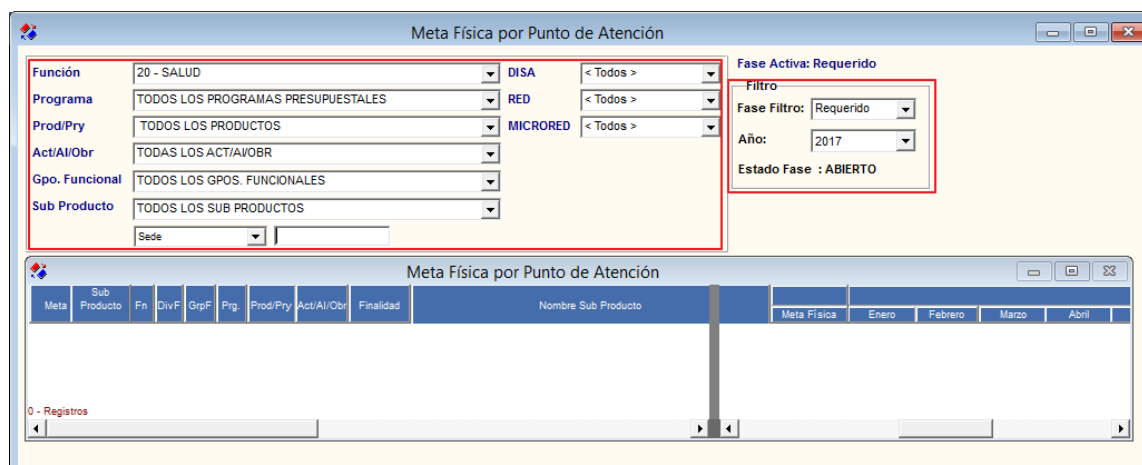 Meta Física por Punto de Atención
Función 20 - SALUD DISA < Todos >
Programa TODOS LOS PROGRAMAS PRESUPUESTALES RED < Todos >
Prod/Pry TODOS LOS PRODUCTOS MICRORED < Todos >
Act/AI/Obr TODAS LOS ACT/AI/OBR
Gpo. Funcional TODOS LOS GPOS. FUNCIONALES
Sub Producto TODOS LOS SUB PRODUCTOS
Sede
Fase Activa: Requerido
Filtro
Fase Filtro: Requerido
Año: 2017
Estado Fase : ABIERTO
Meta Física por Punto de Atención
Meta Sub Producto Fn DivF GrpF Prg. Prod/Pry Act/AI/Obr Finalidad Nombre Sub Producto Meta Física Enero Febrero Marzo Abril
0 - Registros